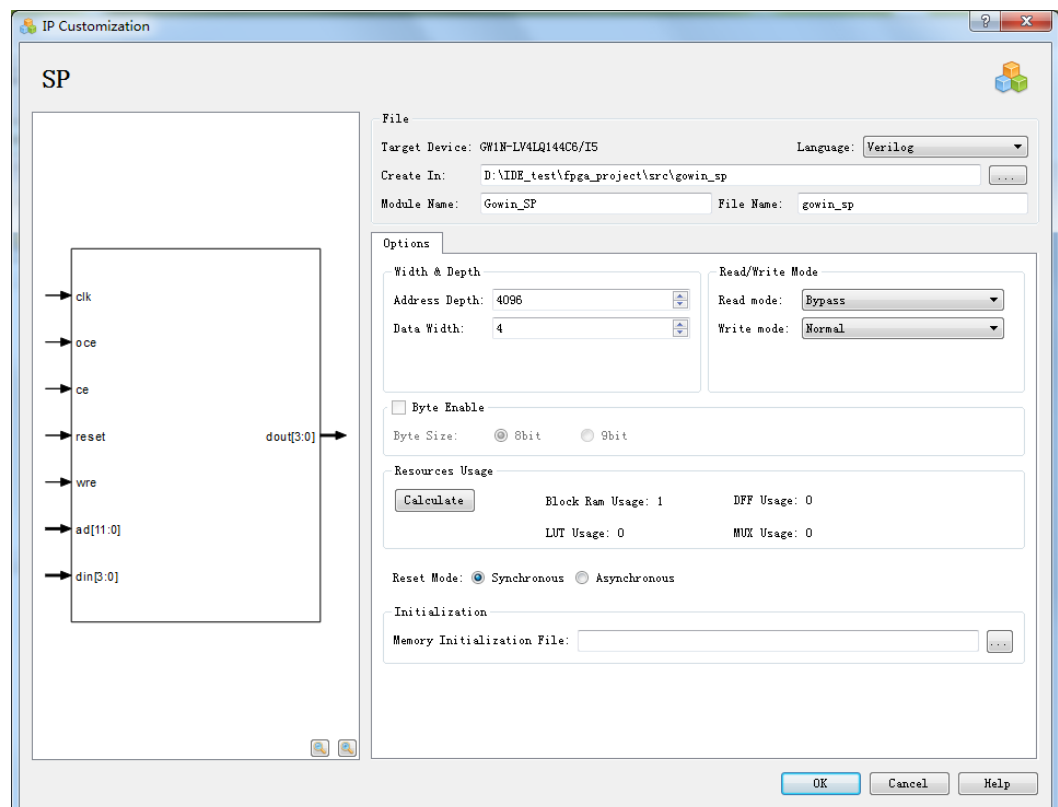 IP Customization
SP
File
Target Device: GW1N-LV4LQ144C6/I5 Language: Verilog
Create In: D:\IDE_test\fpga_project\src\gowin_sp ...
Module Name: Gowin_SP File Name: gowin_sp
Options
Width & Depth Read/Write Mode
Address Depth: 4096 Read mode: Bypass
Data Width: 4 Write mode: Normal
Byte Enable
Byte Size: 8bit 9bit
Resources Usage
Calculate Block Ram Usage: 1 DFF Usage: 0
LUT Usage: 0 MUX Usage: 0
Reset Mode: Synchronous Asynchronous
Initialization
Memory Initialization File: ...
clk
oce
ce
reset dout[3:0]
wre
ad[11:0]
din[3:0]
OK Cancel Help